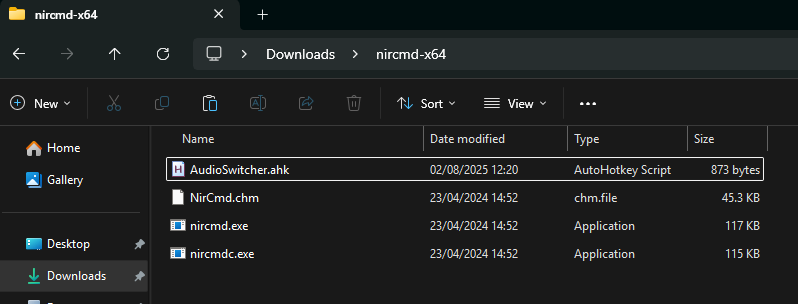 nircmd-x64
Downloads nircmd-x64
New Sort View
Name Date modified Type Size
Home
Gallery
Desktop
Downloads
AudioSwitcher.ahk 02/08/2025 12:20 AutoHotkey Script 873 bytes
NirCmd.chm 23/04/2024 14:52 chm.file 45.3 KB
nircmd.exe 23/04/2024 14:52 Application 117 KB
nircmdc.exe 23/04/2024 14:52 Application 115 KB